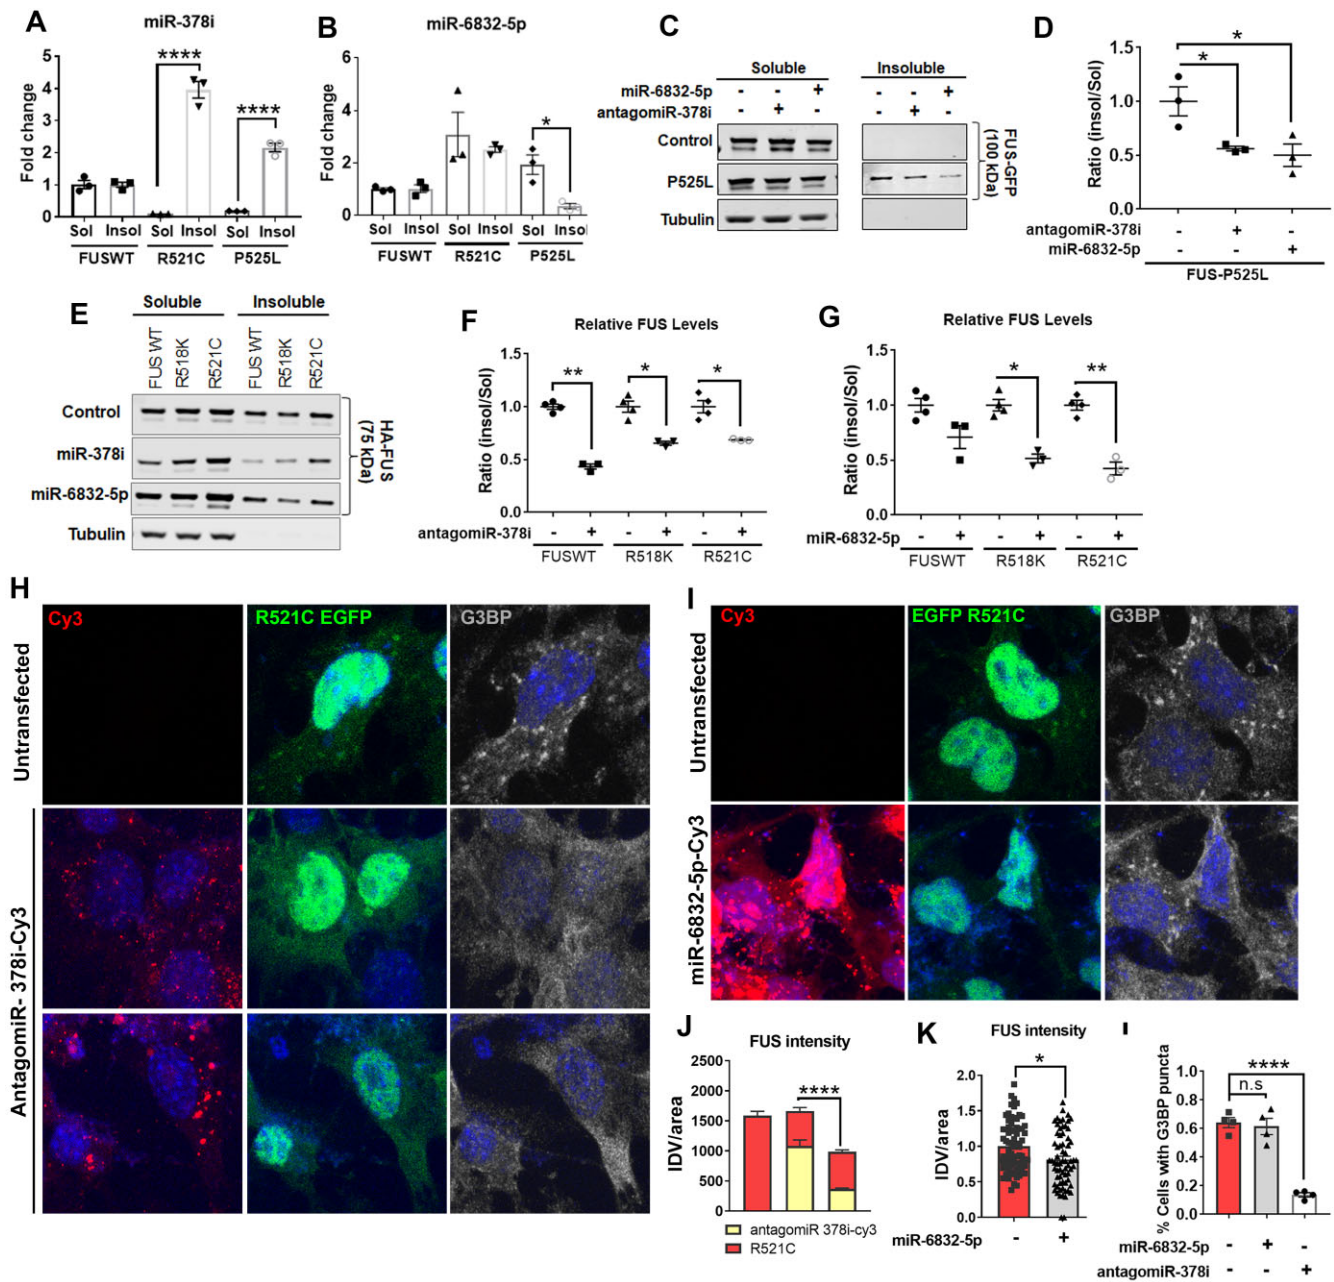 A
miR-378i
Fold change
5
4
3
2
1
0
****
****
Sol Insol Sol Insol Sol Insol
FUSWT R521C P525L
B
miR-6832-5p
Fold change
6
4
2
0
*
Sol Insol Sol Insol Sol Insol
FUSWT R521C P525L
C
Soluble Insoluble
miR-6832-5p - - + - - +
antagomiR-378i - + - - + -
Control
P525L
Tubulin
FUS-GFP
(100 kDa)
D
Ratio (insol/Sol)
1.5
1.0
0.5
0.0
*
*
antagomiR-378i - + -
miR-6832-5p - - +
FUS-P525L
E
Soluble Insoluble
FUS WT R518K R521C FUS WT R518K R521C
Control
miR-378i
miR-6832-5p
Tubulin
HA-FUS
(75 kDa)
F
Relative FUS Levels
Ratio (insol/Sol)
1.5
1.0
0.5
0.0
** * *
antagomiR-378i - + - + - +
FUSWT R518K R521C
G
Relative FUS Levels
Ratio (insol/Sol)
1.5
1.0
0.5
0.0
* **
miR-6832-5p - + - + - +
FUSWT R518K R521C
H
Cy3 R521C EGFP G3BP
Untransfected
AntagomiR- 378i-Cy3
I
Cy3 EGFP R521C G3BP
Untransfected
miR-6832-5p-Cy3
J
FUS intensity
IDV/area
2500
2000
1500
1000
500
0
****
antagomiR 378i-cy3
R521C
K
FUS intensity
IDV/area
2.0
1.5
1.0
0.5
0.0
*
miR-6832-5p - +
% Cells with G3BP puncta
1.0
0.8
0.6
0.4
0.2
0.0
****
n.s
miR-6832-5p - + -
antagomiR-378i - - +